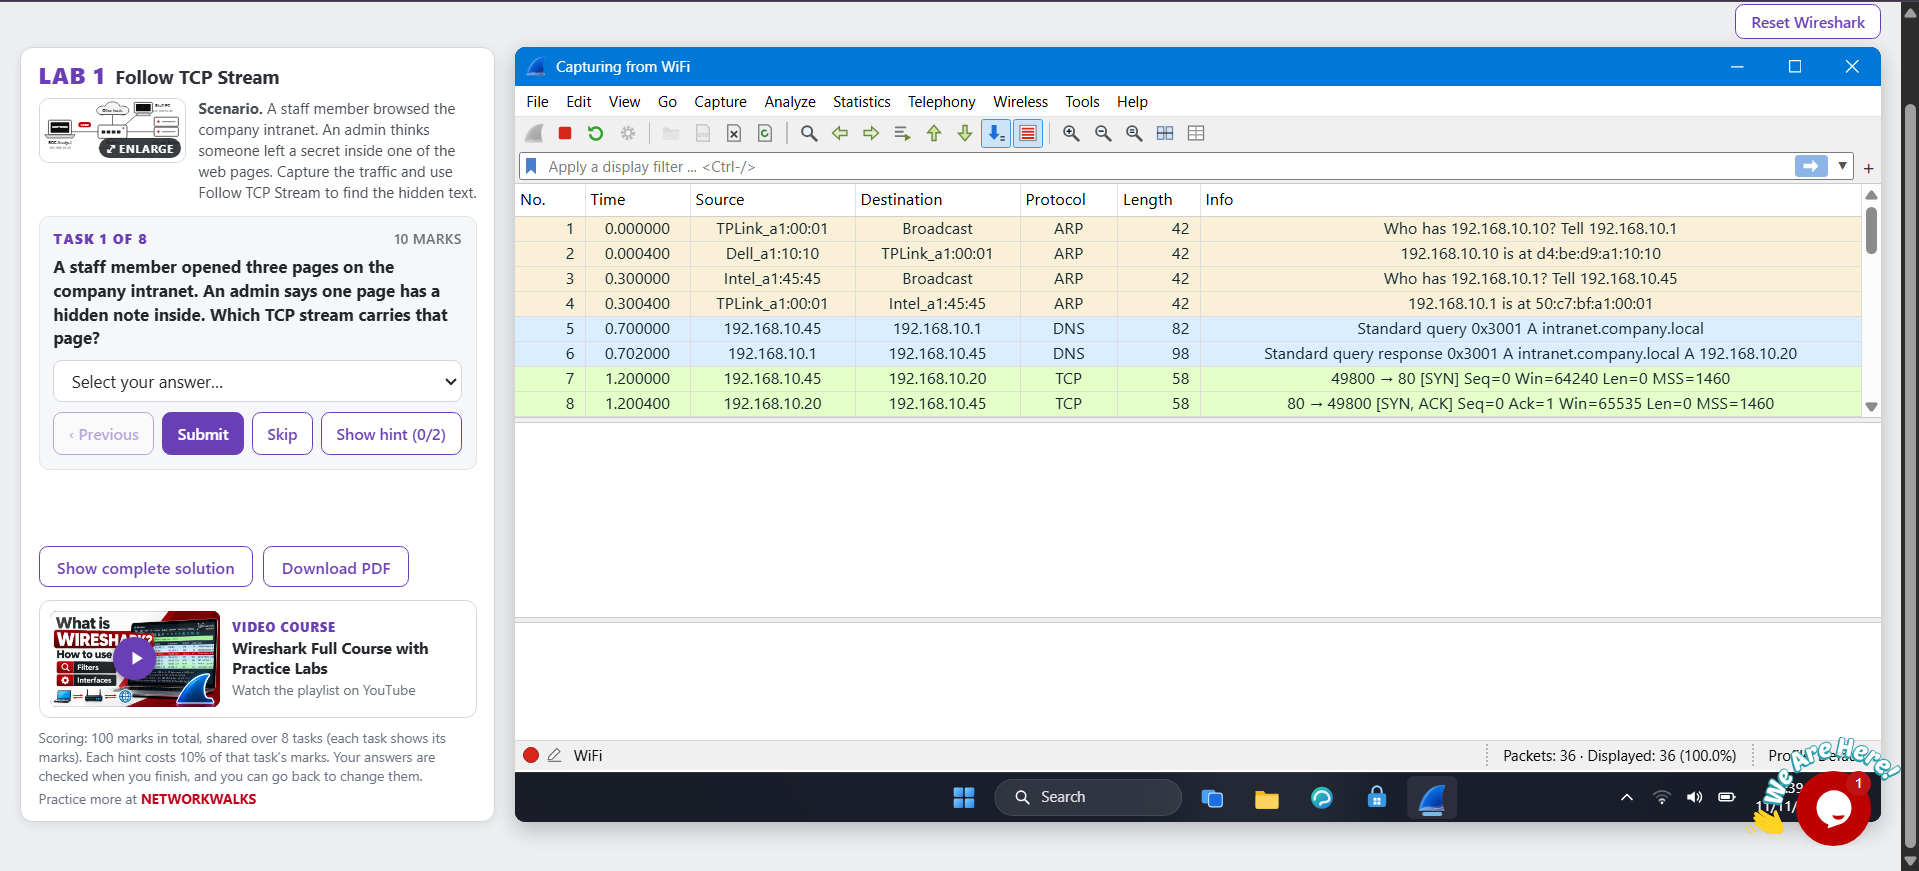 Reset Wireshark
LAB 1 Follow TCP Stream
ENLARGE
Scenario. A staff member browsed the
company intranet. An admin thinks
someone left a secret inside one of the
web pages. Capture the traffic and use
Follow TCP Stream to find the hidden text.
TASK 1 OF 8
10 MARKS
A staff member opened three pages on the
company intranet. An admin says one page has a
hidden note inside. Which TCP stream carries that
page?
Select your answer...
‹ Previous
Submit
Skip
Show hint (0/2)
Show complete solution
Download PDF
What is
WIRESHARK?
How to use
Filters
Interfaces
VIDEO COURSE
Wireshark Full Course with
Practice Labs
Watch the playlist on YouTube
Scoring: 100 marks in total, shared over 8 tasks (each task shows its
marks). Each hint costs 10% of that task's marks. Your answers are
checked when you finish, and you can go back to change them.
Practice more at NETWORKWALKS
Capturing from WiFi
File Edit View Go Capture Analyze Statistics Telephony Wireless Tools Help
Apply a display filter ... <Ctrl-/>
No. Time Source Destination Protocol Length Info
1 0.000000 TPLink_a1:00:01 Broadcast ARP 42 Who has 192.168.10.10? Tell 192.168.10.1
2 0.000400 Dell_a1:10:10 TPLink_a1:00:01 ARP 42 192.168.10.10 is at d4:be:d9:a1:10:10
3 0.300000 Intel_a1:45:45 Broadcast ARP 42 Who has 192.168.10.1? Tell 192.168.10.45
4 0.300400 TPLink_a1:00:01 Intel_a1:45:45 ARP 42 192.168.10.1 is at 50:c7:bf:a1:00:01
5 0.700000 192.168.10.45 192.168.10.1 DNS 82 Standard query 0x3001 A intranet.company.local
6 0.702000 192.168.10.1 192.168.10.45 DNS 98 Standard query response 0x3001 A intranet.company.local A 192.168.10.20
7 1.200000 192.168.10.45 192.168.10.20 TCP 58 49800 → 80 [SYN] Seq=0 Win=64240 Len=0 MSS=1460
8 1.200400 192.168.10.20 192.168.10.45 TCP 58 80 → 49800 [SYN, ACK] Seq=0 Ack=1 Win=65535 Len=0 MSS=1460
WiFi
Packets: 36 · Displayed: 36 (100.0%)
Search
We Are Here!
1